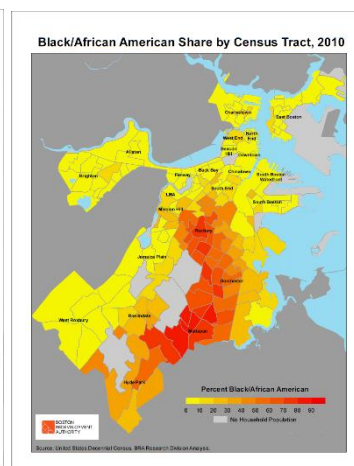 Black/African American Share by Census Tract, 2010
Charlestown
East Boston
West End
North End
Beacon Hill
Downtown
Allston
Brighton
Back Bay
Fenway
Chinatown
South Boston Waterfront
South End
LMA
South Boston
Mission Hill
Roxbury
Jamaica Plain
Dorchester
West Roxbury
Roslindale
Mattapan
Hyde Park
Percent Black/African American
0 10 20 30 40 50 60 70 80 90
No Household Population
BOSTON
REDEVELOPMENT
AUTHORITY
Source: United States Decennial Census, BRA Research Division Analysis.